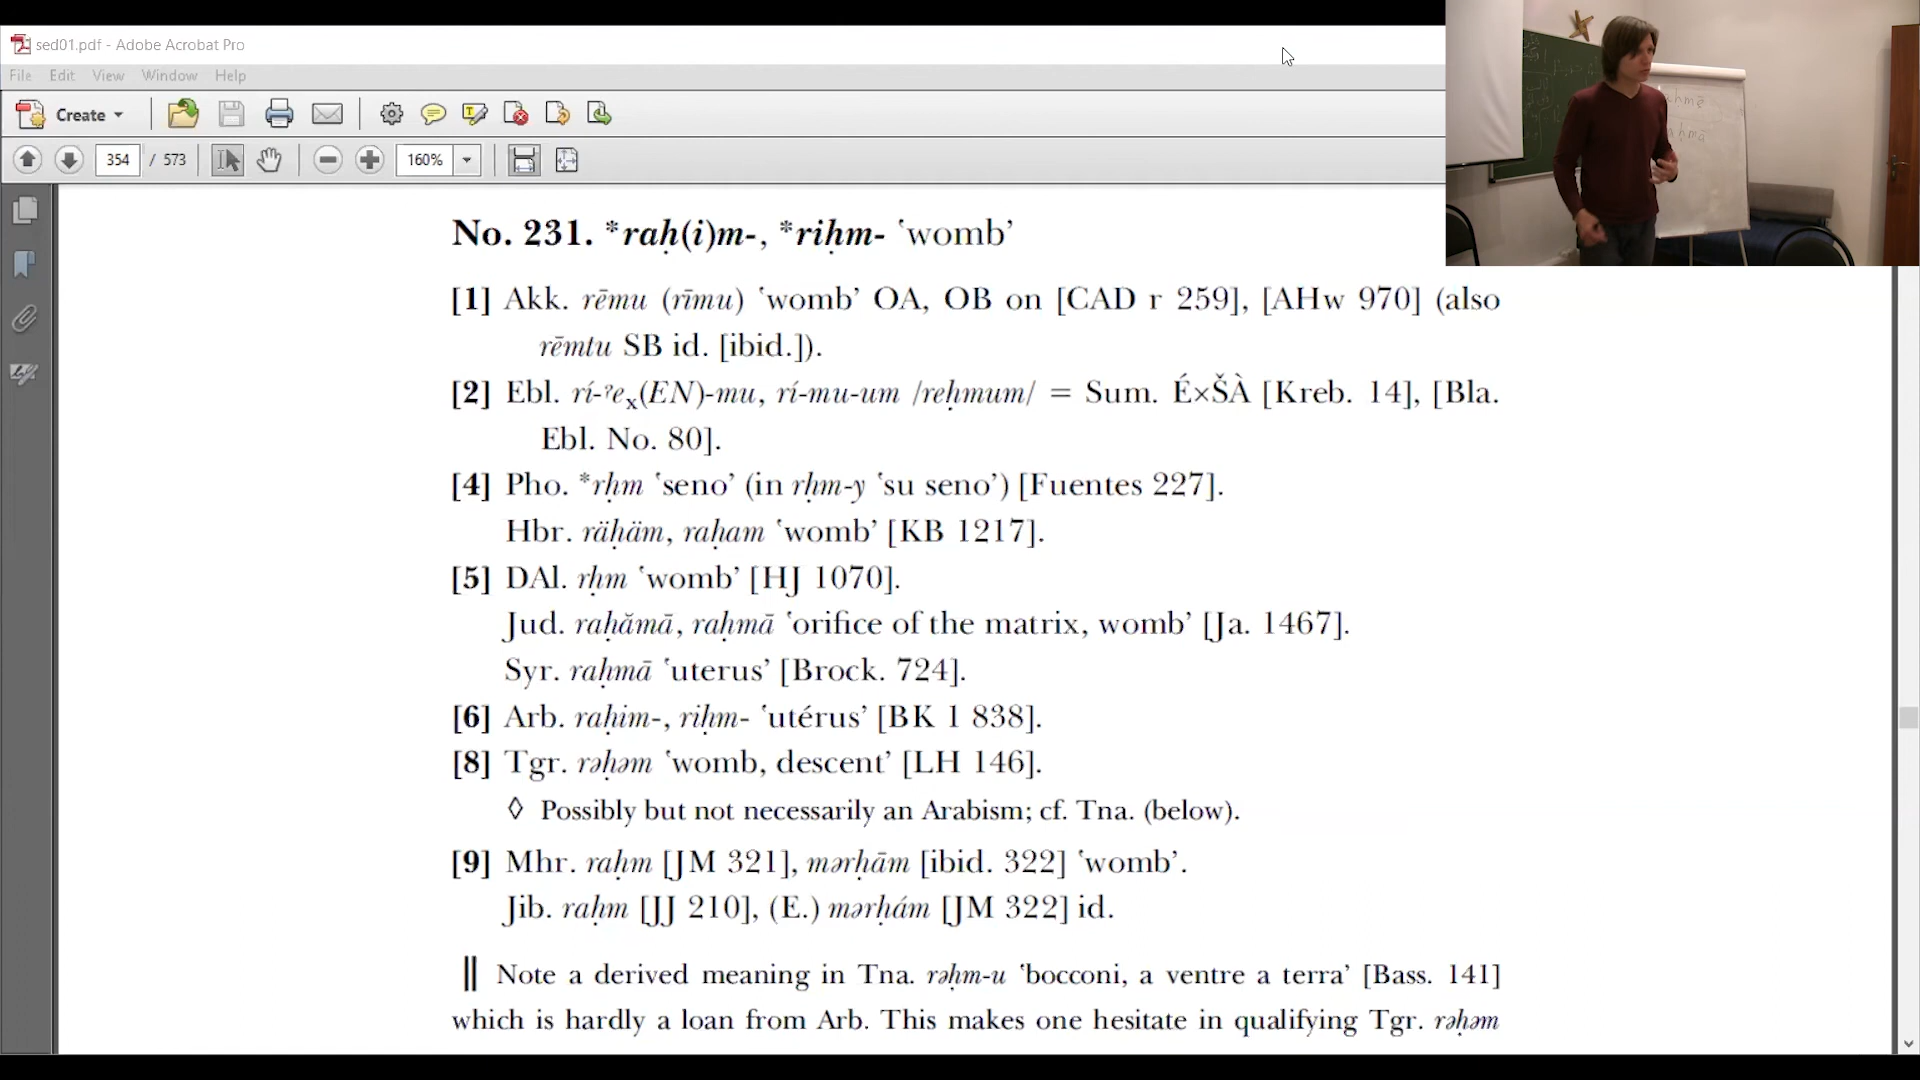 sed01.pdf - Adobe Acrobat Pro
File Edit View Window Help
Create
354 / 573 160%
No. 231. *raḥ(i)m-, *riḥm- ‛womb’
[1] Akk. rēmu (rīmu) ‛womb’ OA, OB on [CAD r 259], [AHw 970] (also
rēmtu SB id. [ibid.]).
[2] Ebl. rí-ʾeₓ(EN)-mu, rí-mu-um /reḥmum/ = Sum. É×ŠÀ [Kreb. 14], [Bla.
Ebl. No. 80].
[4] Pho. *rḥm ‛seno’ (in rḥm-y ‛su seno’) [Fuentes 227].
Hbr. räḥäm, raḥam ‛womb’ [KB 1217].
[5] DAl. rḥm ‛womb’ [HJ 1070].
Jud. raḥămā, raḥmā ‛orifice of the matrix, womb’ [Ja. 1467].
Syr. raḥmā ‛uterus’ [Brock. 724].
[6] Arb. raḥim-, riḥm- ‛utérus’ [BK 1 838].
[8] Tgr. rəḥəm ‛womb, descent’ [LH 146].
◊ Possibly but not necessarily an Arabism; cf. Tna. (below).
[9] Mhr. raḥm [JM 321], mərḥām [ibid. 322] ‛womb’.
Jib. raḥm [JJ 210], (E.) mərḥám [JM 322] id.
‖ Note a derived meaning in Tna. rəḥm-u ‛bocconi, a ventre a terra’ [Bass. 141]
which is hardly a loan from Arb. This makes one hesitate in qualifying Tgr. rəḥəm